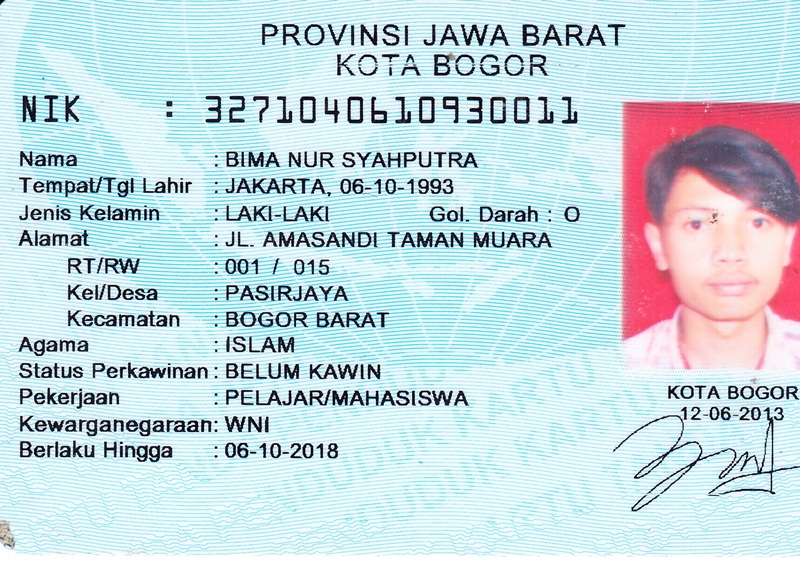 PROVINSI JAWA BARAT
KOTA BOGOR
NIK : 3271040610930011
Nama : BIMA NUR SYAHPUTRA
Tempat/Tgl Lahir : JAKARTA, 06-10-1993
Jenis Kelamin : LAKI-LAKI Gol. Darah : O
Alamat : JL. AMASANDI TAMAN MUARA
RT/RW : 001 / 015
Kel/Desa : PASIRJAYA
Kecamatan : BOGOR BARAT
Agama : ISLAM
Status Perkawinan : BELUM KAWIN
Pekerjaan : PELAJAR/MAHASISWA
Kewarganegaraan: WNI
Berlaku Hingga : 06-10-2018
KOTA BOGOR
12-06-2013